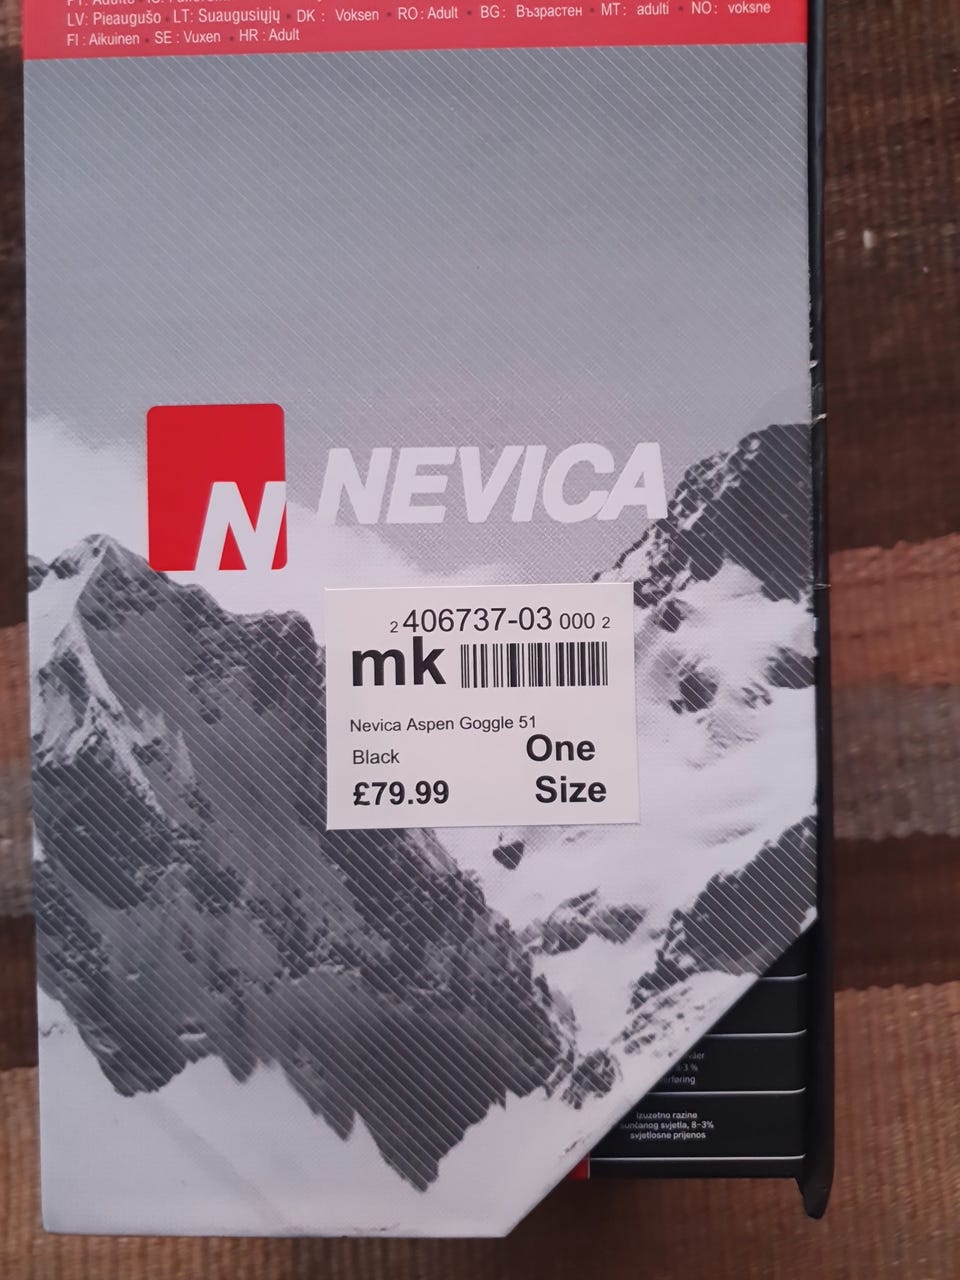 LV: Pieaugušo • LT: Suaugusiųjų • DK : Voksen • RO: Adult • BG: Възрастен • MT: adulti • NO: voksne
FI : Aikuinen • SE : Vuxen • HR : Adult
N NEVICA
2 406737-03 000 2
mk
Nevica Aspen Goggle 51
Black One
£79.99 Size
3 %
Izuzetno razine
sunčanog svjetla, 8–3%
svjetlosne prijenos